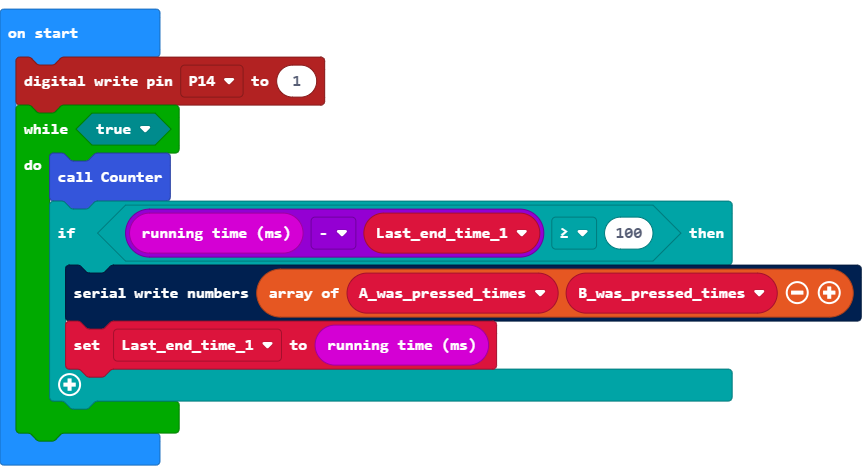 on start
digital write pin P14 to 1
while true
do
call Counter
if running time (ms) - Last_end_time_1 ≥ 100 then
serial write numbers array of A_was_pressed_times B_was_pressed_times
set Last_end_time_1 to running time (ms)